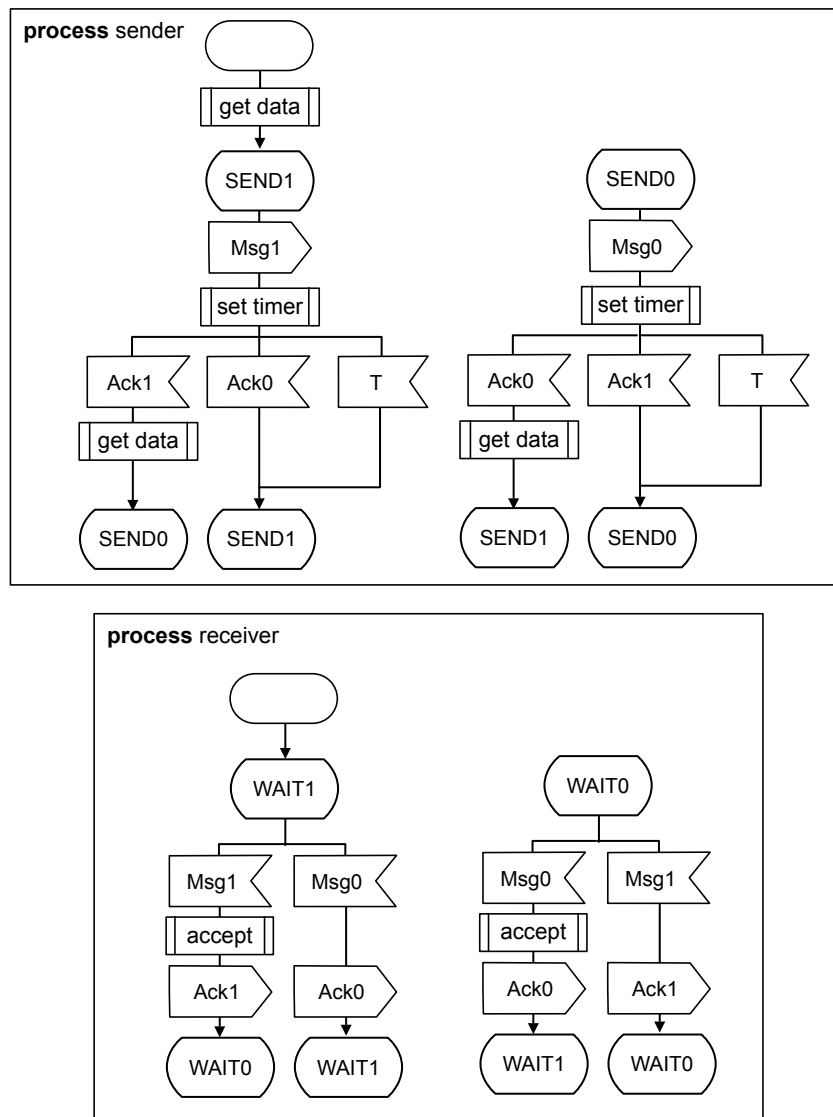 process sender
get data
SEND1
SEND0
Msg1
Msg0
set timer
set timer
Ack1
Ack0
T
Ack0
Ack1
T
get data
get data
SEND0
SEND1
SEND1
SEND0
process receiver
WAIT1
WAIT0
Msg1
Msg0
Msg0
Msg1
accept
accept
Ack1
Ack0
Ack0
Ack1
WAIT0
WAIT1
WAIT1
WAIT0